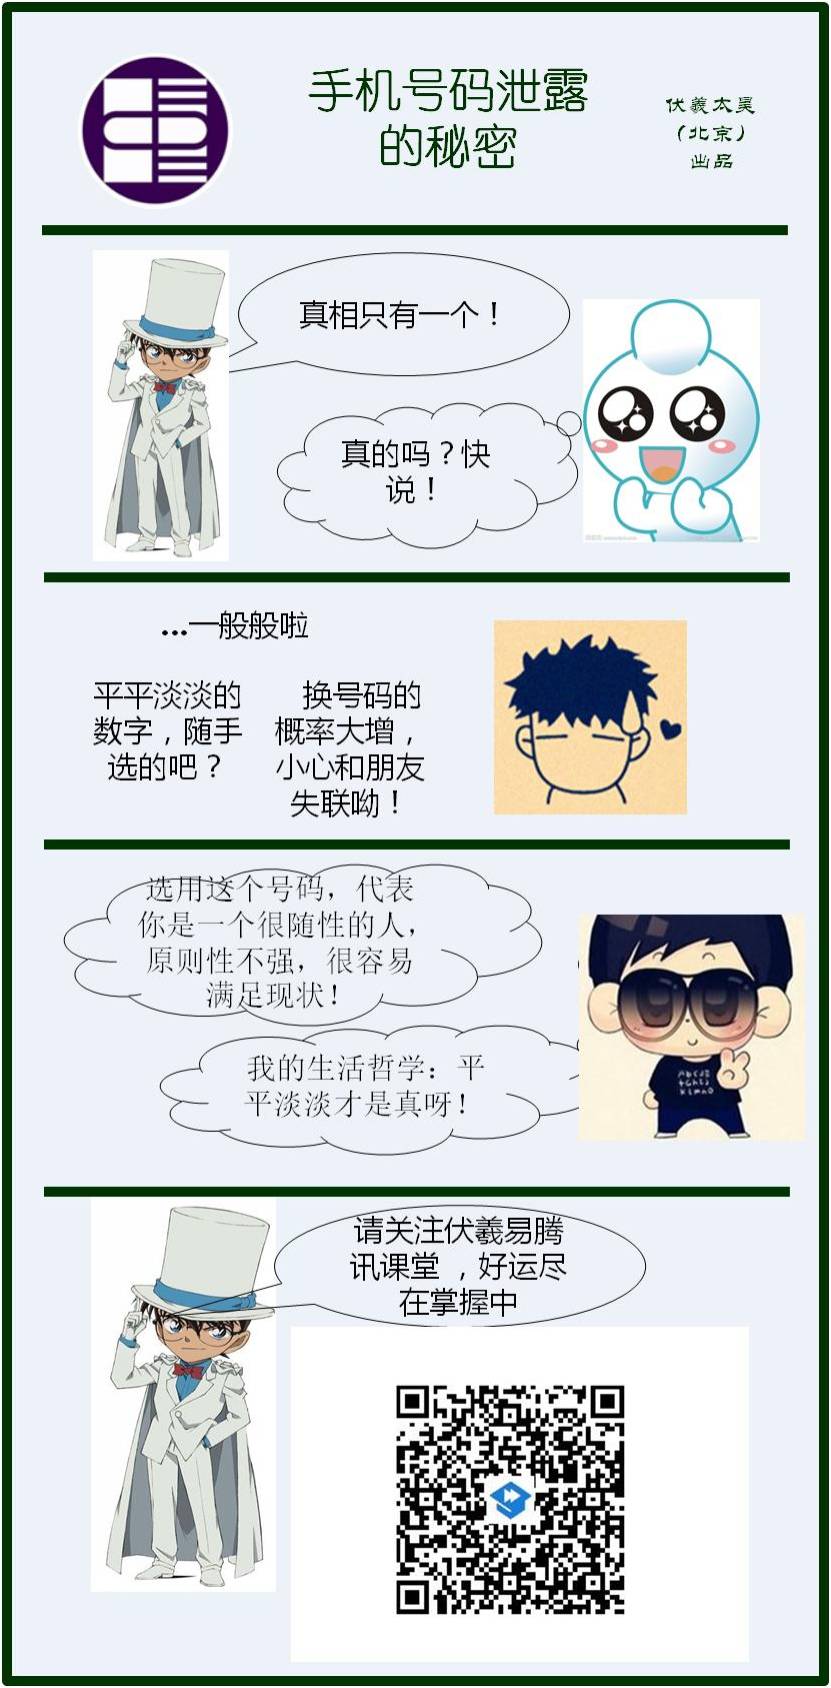 手机号码泄露
的秘密
伏羲太昊
（北京）
出品
真相只有一个！
真的吗？快
说！
...一般般啦
平平淡淡的
数字，随手
选的吧？
换号码的
概率大增，
小心和朋友
失联呦！
选用这个号码，代表
你是一个很随性的人，
原则性不强，很容易
满足现状！
我的生活哲学：平
平淡淡才是真呀！
请关注伏羲易腾
讯课堂 ，好运尽
在掌握中